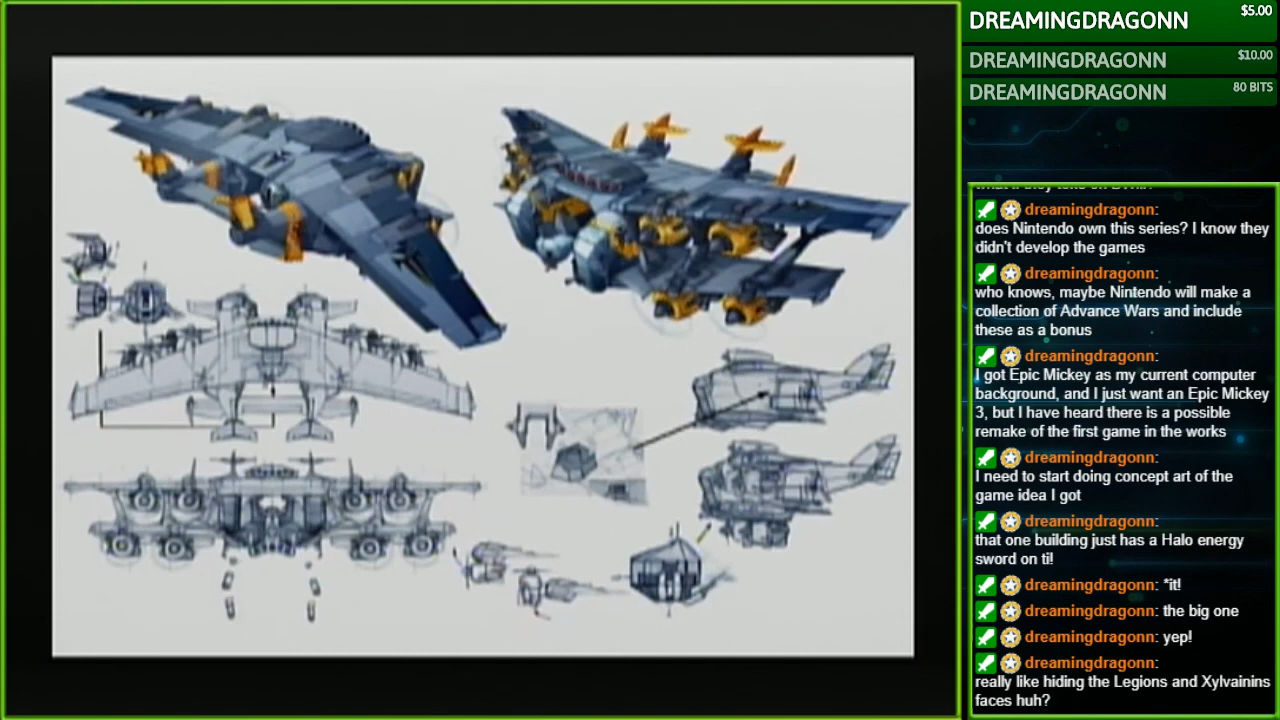 DREAMINGDRAGONN $5.00
DREAMINGDRAGONN $10.00
DREAMINGDRAGONN 80 BITS
dreamingdragonn:
does Nintendo own this series? I know they
didn't develop the games
dreamingdragonn:
who knows, maybe Nintendo will make a
collection of Advance Wars and include
these as a bonus
dreamingdragonn:
I got Epic Mickey as my current computer
background, and I just want an Epic Mickey
3, but I have heard there is a possible
remake of the first game in the works
dreamingdragonn:
I need to start doing concept art of the
game idea I got
dreamingdragonn:
that one building just has a Halo energy
sword on ti!
dreamingdragonn: *it!
dreamingdragonn: the big one
dreamingdragonn: yep!
dreamingdragonn:
really like hiding the Legions and Xylvainins
faces huh?